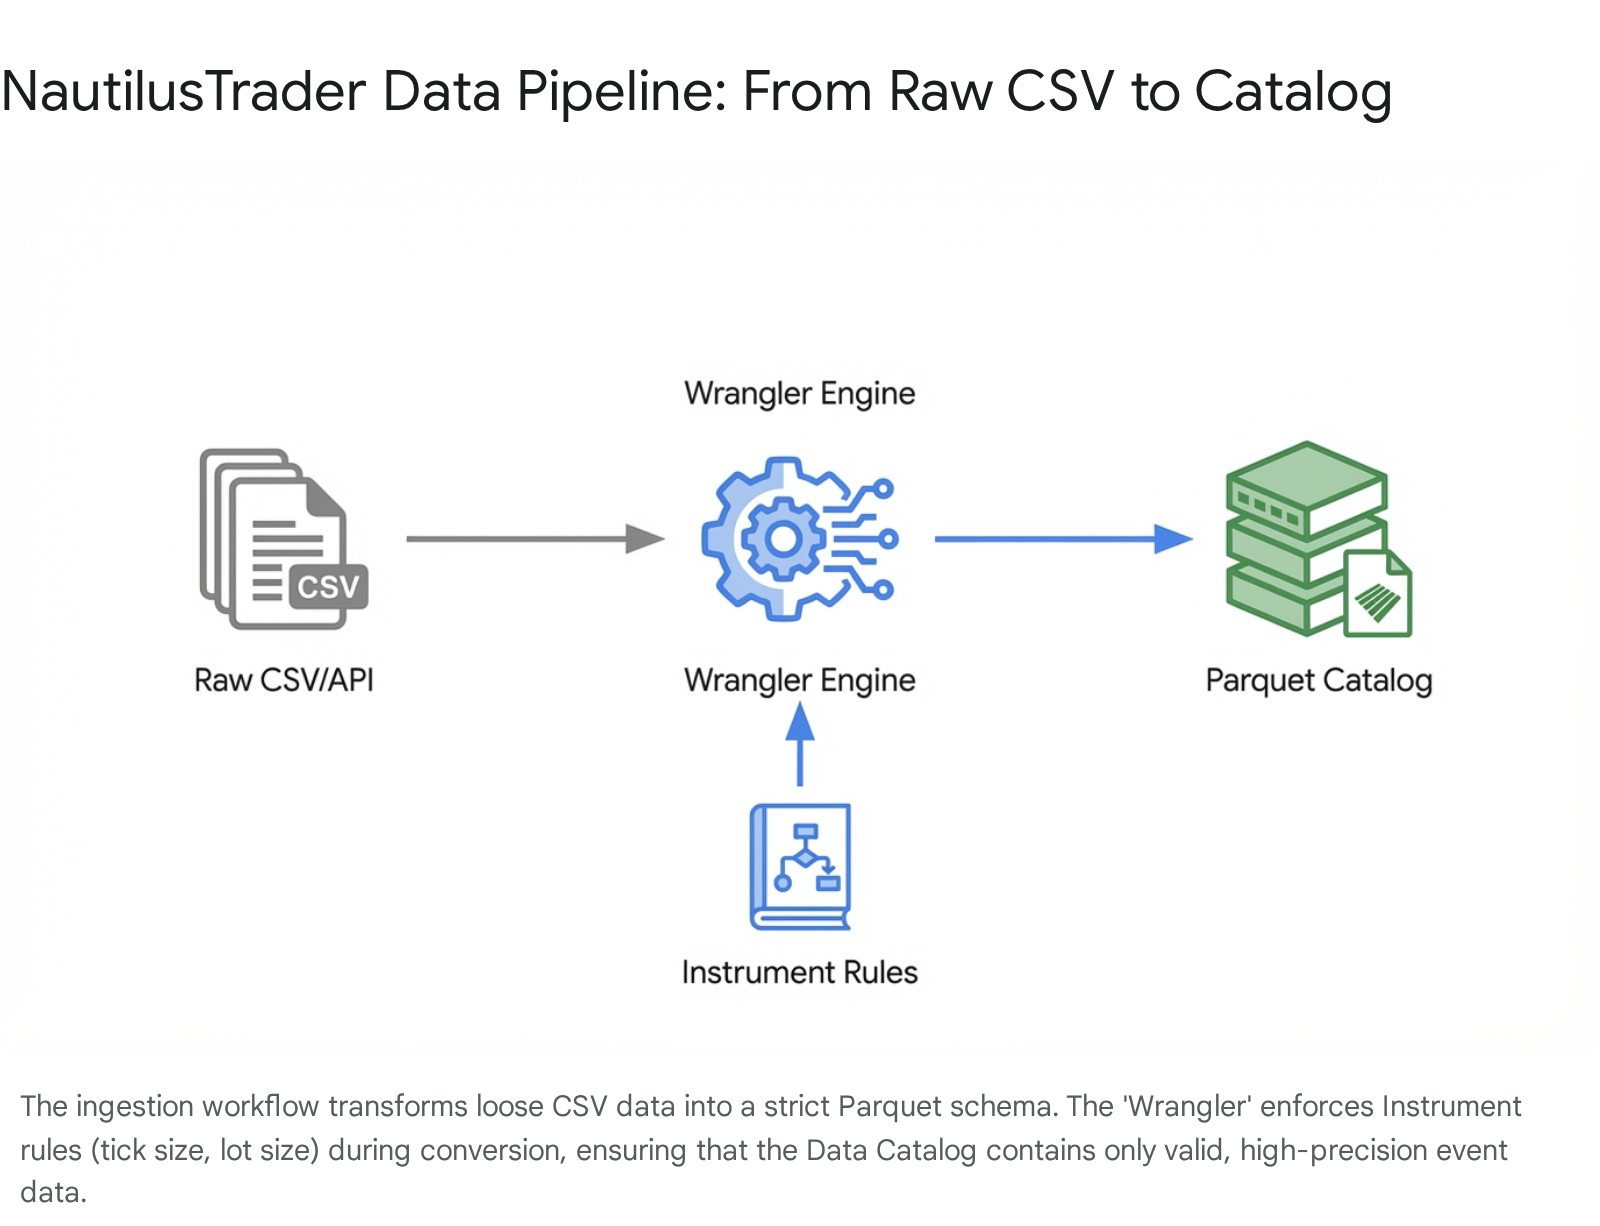 NautilusTrader Data Pipeline: From Raw CSV to Catalog
Wrangler Engine
CSV
Raw CSV/API
Wrangler Engine
Parquet Catalog
Instrument Rules
The ingestion workflow transforms loose CSV data into a strict Parquet schema. The 'Wrangler' enforces Instrument
rules (tick size, lot size) during conversion, ensuring that the Data Catalog contains only valid, high-precision event
data.